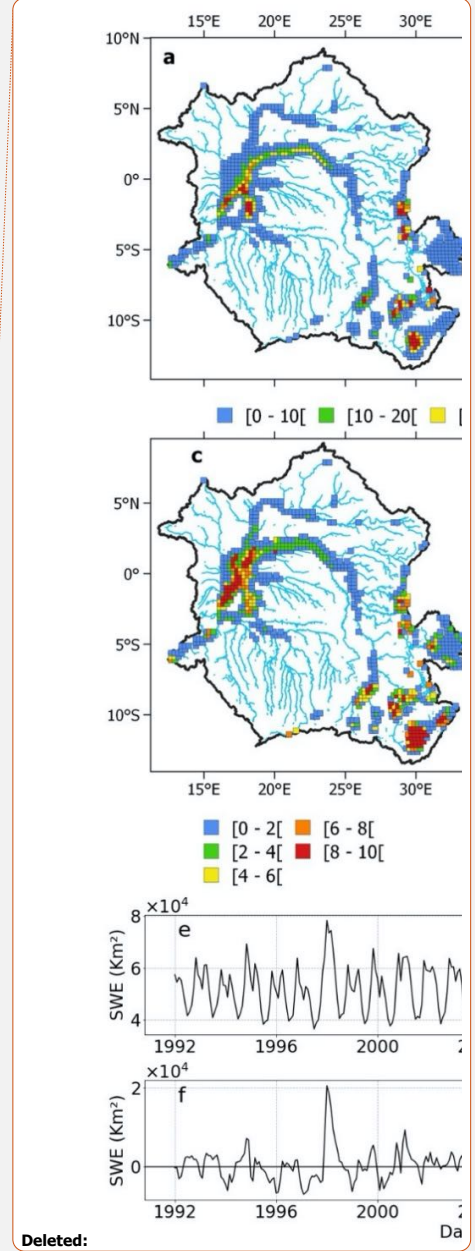 15°E 20°E 25°E 30°E
10°N
a
5°N
0°
5°S
10°S
[0 - 10[ [10 - 20[ [
c
5°N
0°
5°S
10°S
15°E 20°E 25°E 30°E
[0 - 2[ [6 - 8[
[2 - 4[ [8 - 10[
[4 - 6[
×10⁴
8
e
6
SWE (Km²)
4
1992 1996 2000 2
×10⁴
2
f
SWE (Km²)
0
1992 1996 2000 2
Da
Deleted: